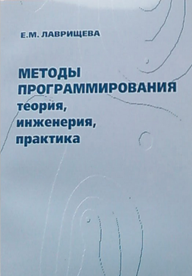 Е.М. ЛАВРИЩЕВА
МЕТОДЫ
ПРОГРАММИРОВАНИЯ
теория,
инженерия,
практика